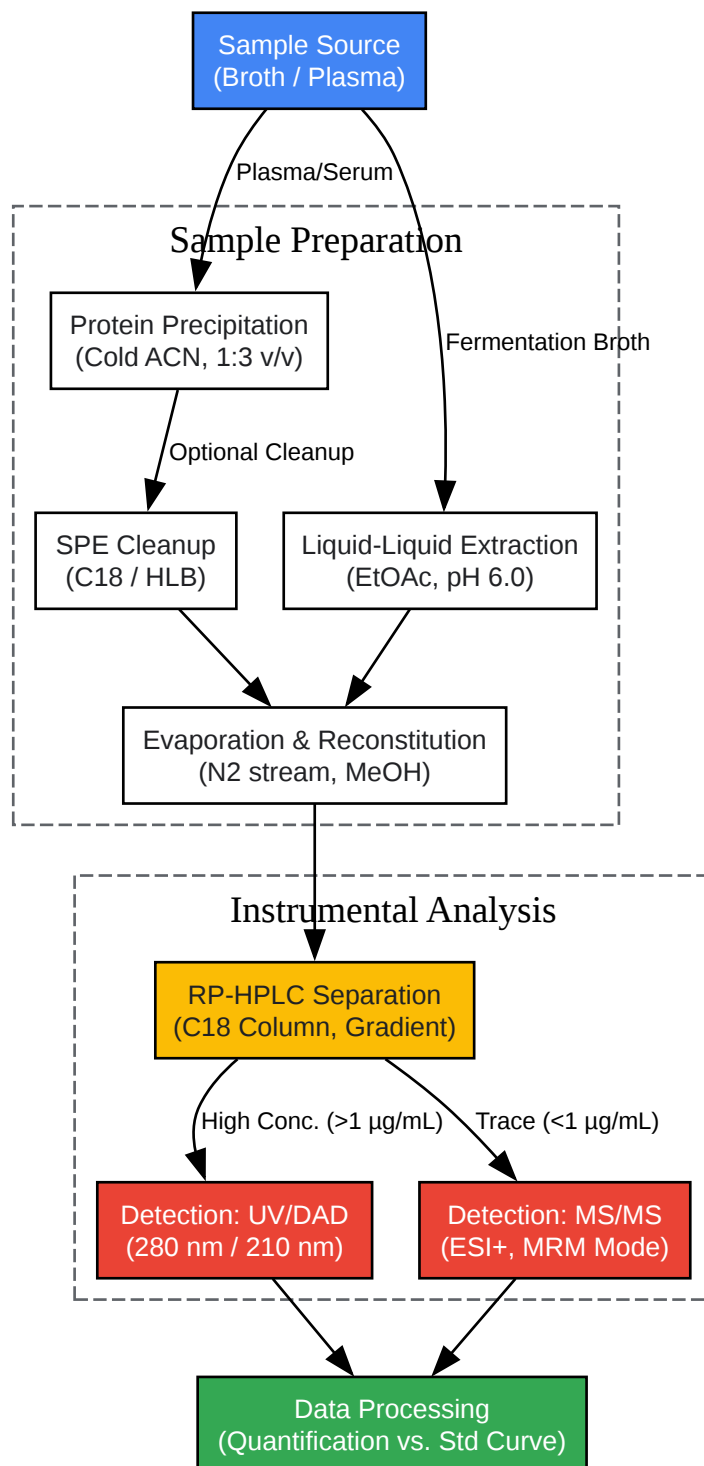 Sample Source
(Broth / Plasma)
Plasma/Serum
Sample Preparation
Protein Precipitation
(Cold ACN, 1:3 v/v)
Fermentation Broth
Optional Cleanup
SPE Cleanup
(C18 / HLB)
Liquid-Liquid Extraction
(EtOAc, pH 6.0)
Evaporation & Reconstitution
(N2 stream, MeOH)
Instrumental Analysis
RP-HPLC Separation
(C18 Column, Gradient)
High Conc. (>1 µg/mL)
Trace (<1 µg/mL)
Detection: UV/DAD
(280 nm / 210 nm)
Detection: MS/MS
(ESI+, MRM Mode)
Data Processing
(Quantification vs. Std Curve)